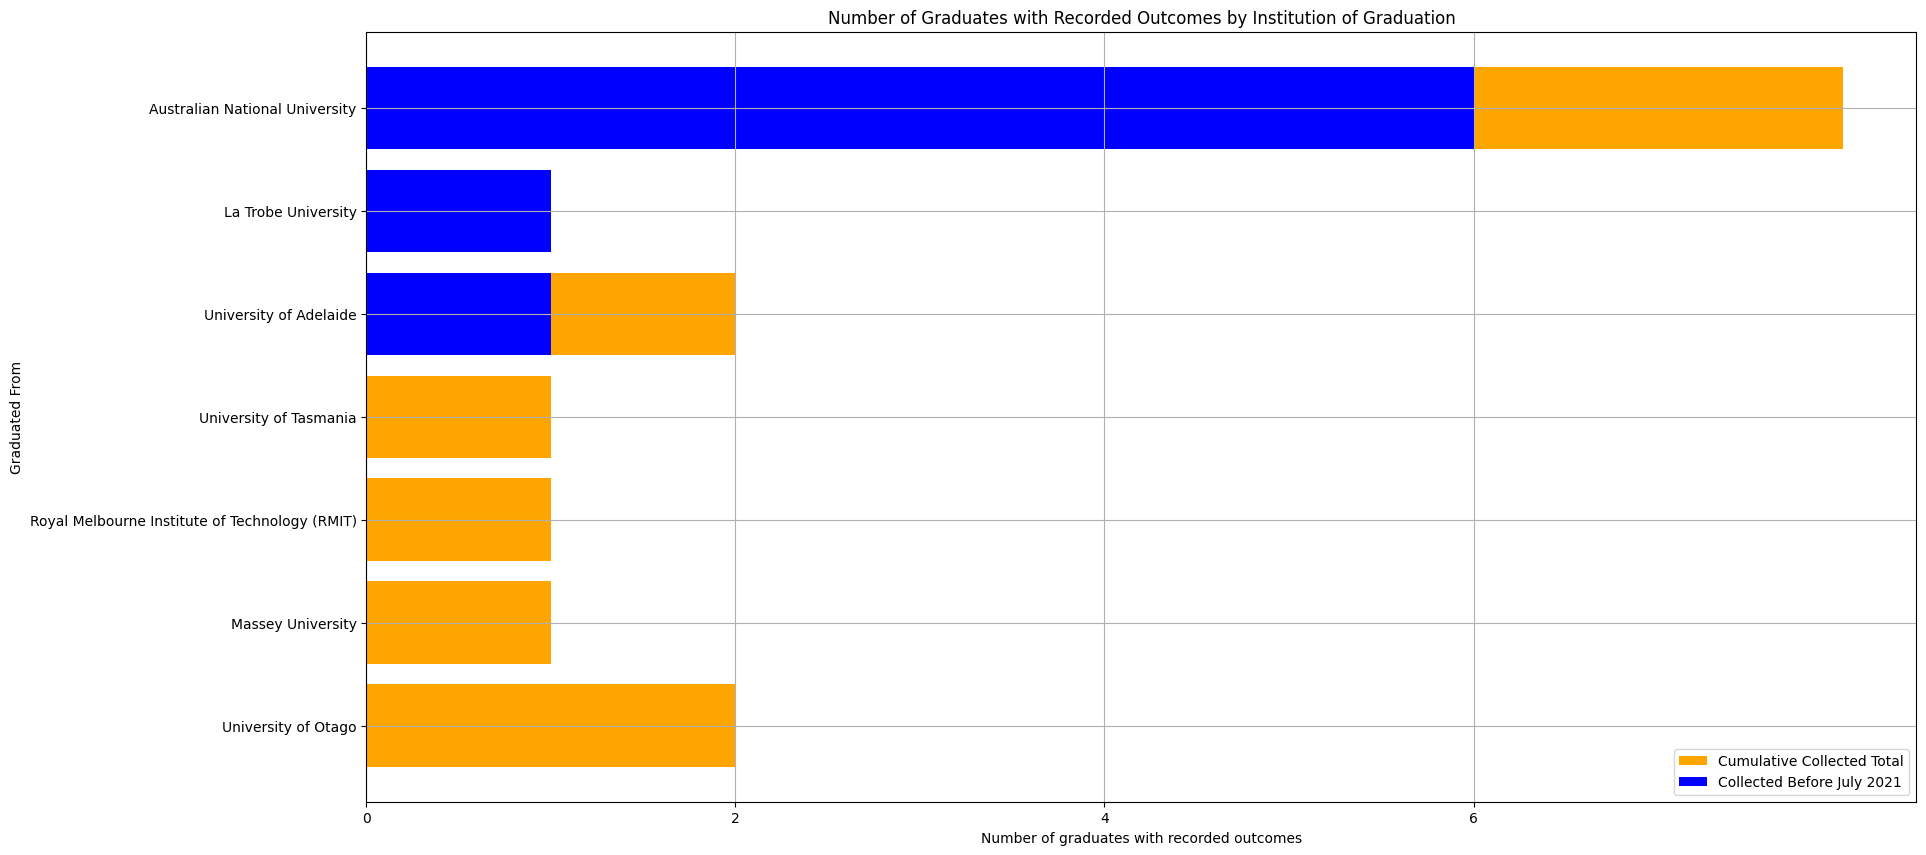 Number of Graduates with Recorded Outcomes by Institution of Graduation
Graduated From
Australian National University
La Trobe University
University of Adelaide
University of Tasmania
Royal Melbourne Institute of Technology (RMIT)
Massey University
University of Otago
Cumulative Collected Total
Collected Before July 2021
0 2 4 6
Number of graduates with recorded outcomes